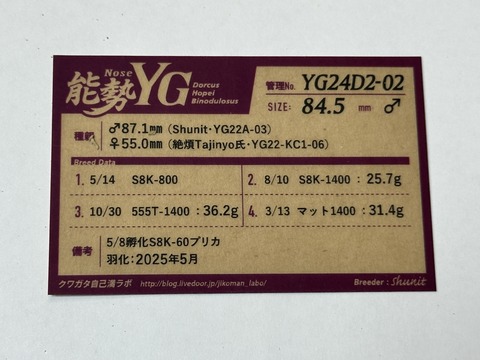 能勢YG
Nose
Dorcus
Hopei
Binodulosus
管理No. YG24D2-02
SIZE: 84.5 mm ♂
種親
♂87.1mm (Shunit・YG22A-03)
♀55.0mm (絶煩Tajinyo氏・YG22-KC1-06)
Breed Data
1. 5/14 S8K-800
2. 8/10 S8K-1400 : 25.7g
3. 10/30 555T-1400 : 36.2g
4. 3/13 マット1400 : 31.4g
備考
5/8孵化S8K-60プリカ
羽化:2025年5月
クワガタ自己満ラボ http://blog.livedoor.jp/jikoman_labo/
Breeder : Shunit